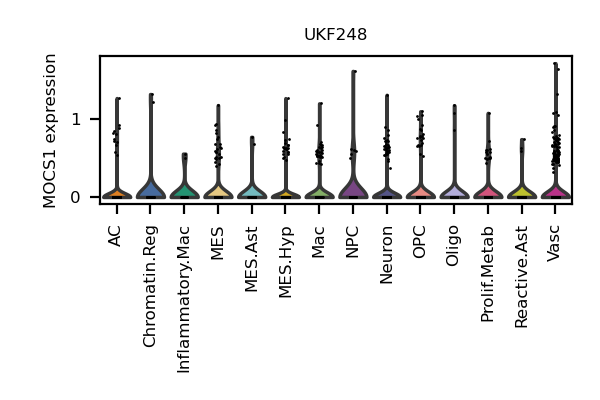 UKF248
MOCS1 expression
1
0
AC
Chromatin.Reg
Inflammatory.Mac
MES
MES.Ast
MES.Hyp
Mac
NPC
Neuron
OPC
Oligo
Prolif.Metab
Reactive.Ast
Vasc